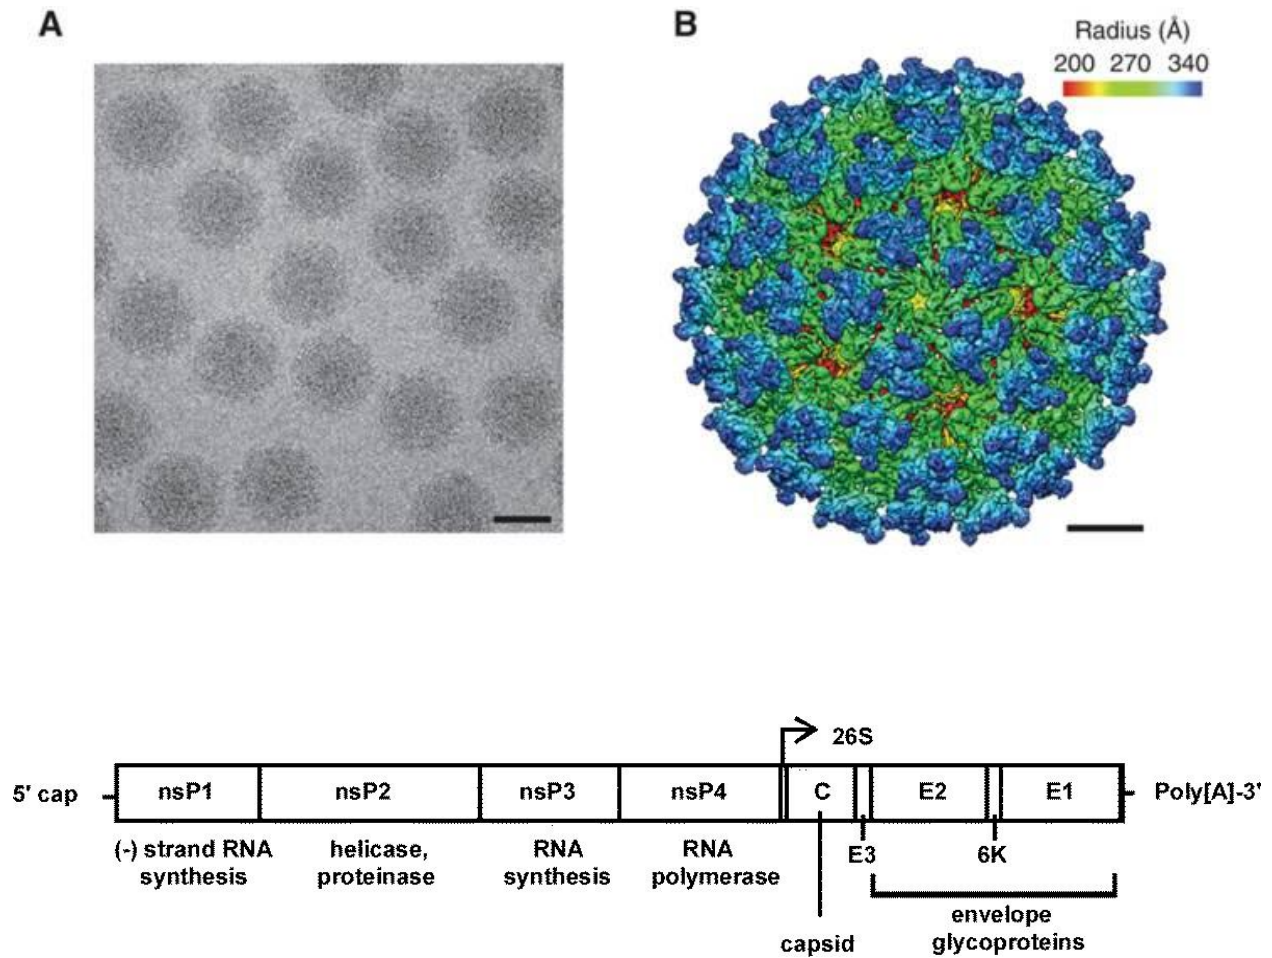 A
B
Radius (Å)
200 270 340
26S
5' cap
nsP1
nsP2
nsP3
nsP4
C
E2
E1
Poly[A]-3'
(-) strand RNA
synthesis
helicase,
proteinase
RNA
synthesis
RNA
polymerase
E3
6K
capsid
envelope
glycoproteins